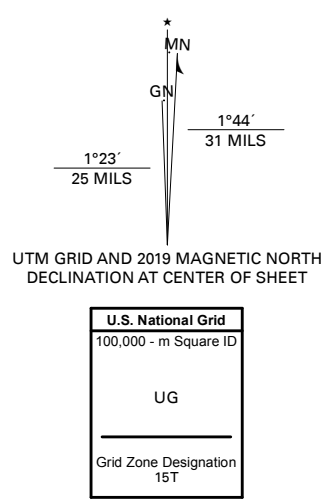 ★
MN
GN
1°44´
31 MILS
1°23´
25 MILS
UTM GRID AND 2019 MAGNETIC NORTH
DECLINATION AT CENTER OF SHEET
U.S. National Grid
100,000 - m Square ID
UG
Grid Zone Designation
15T